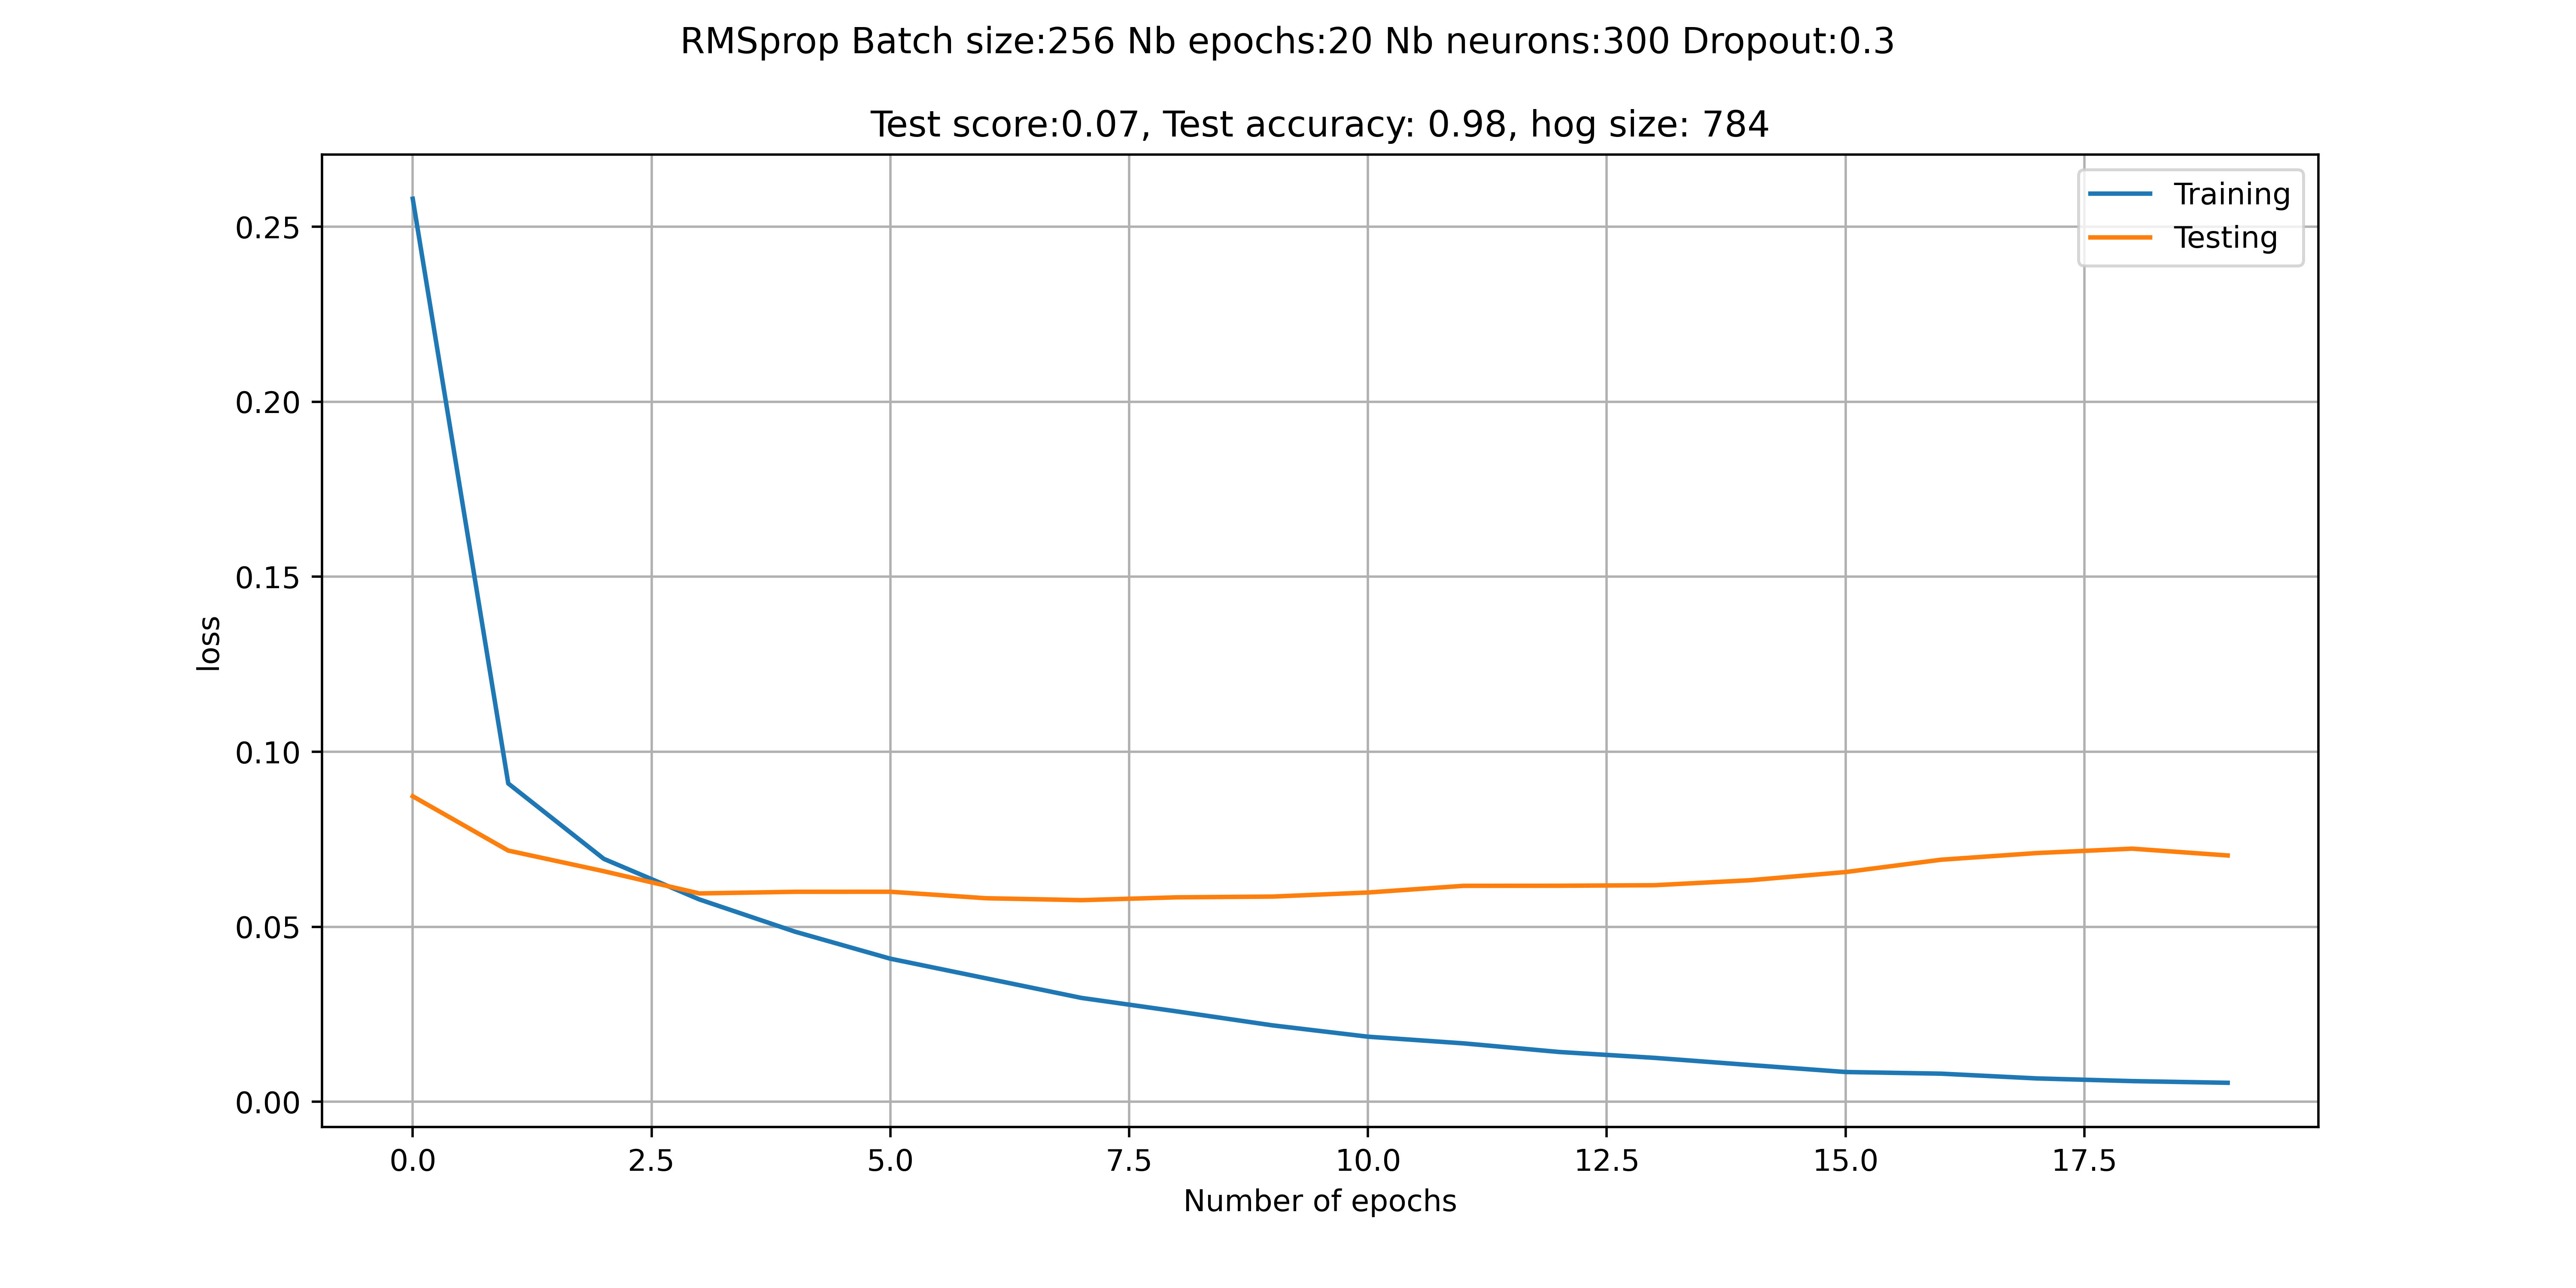 RMSprop Batch size:256 Nb epochs:20 Nb neurons:300 Dropout:0.3
Test score:0.07, Test accuracy: 0.98, hog size: 784
Training
Testing
0.25
0.20
0.15
0.10
0.05
0.00
loss
0.0 2.5 5.0 7.5 10.0 12.5 15.0 17.5
Number of epochs